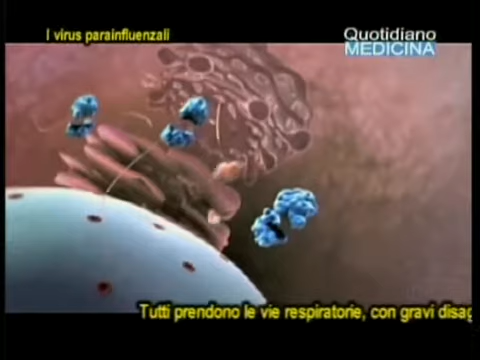 I virus parainfluenzali
Quotidiano
MEDICINA
Tutti prendono le vie respiratorie, con gravi disag